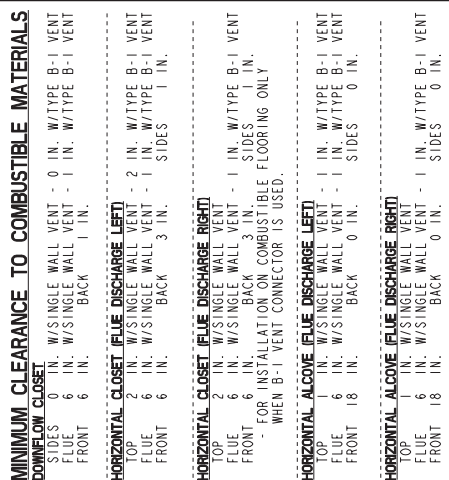 MINIMUM CLEARANCE TO COMBUSTIBLE MATERIALS
DOWNFLOW CLOSET
SIDES 0 IN. W/SINGLE WALL VENT - 0 IN. W/TYPE B-1 VENT
FLUE 6 IN. W/SINGLE WALL VENT - 1 IN. W/TYPE B-1 VENT
FRONT 6 IN. BACK 1 IN.
HORIZONTAL CLOSET (FLUE DISCHARGE LEFT)
TOP 2 IN. W/SINGLE WALL VENT - 2 IN. W/TYPE B-1 VENT
FLUE 6 IN. W/SINGLE WALL VENT - 1 IN. W/TYPE B-1 VENT
FRONT 6 IN. BACK 3 IN. SIDES 1 IN.
HORIZONTAL CLOSET (FLUE DISCHARGE RIGHT)
TOP 2 IN. W/SINGLE WALL VENT
FLUE 6 IN. W/SINGLE WALL VENT - 1 IN. W/TYPE B-1 VENT
FRONT 6 IN. BACK 3 IN. SIDES 1 IN.
- FOR INSTALLATION ON COMBUSTIBLE FLOORING ONLY
WHEN B-1 VENT CONNECTOR IS USED.
HORIZONTAL ALCOVE (FLUE DISCHARGE LEFT)
TOP 1 IN. W/SINGLE WALL VENT - 1 IN. W/TYPE B-1 VENT
FLUE 6 IN. W/SINGLE WALL VENT - 1 IN. W/TYPE B-1 VENT
FRONT 18 IN. BACK 0 IN. SIDES 0 IN.
HORIZONTAL ALCOVE (FLUE DISCHARGE RIGHT)
TOP 1 IN. W/SINGLE WALL VENT
FLUE 6 IN. W/SINGLE WALL VENT - 1 IN. W/TYPE B-1 VENT
FRONT 18 IN. BACK 0 IN. SIDES 0 IN.